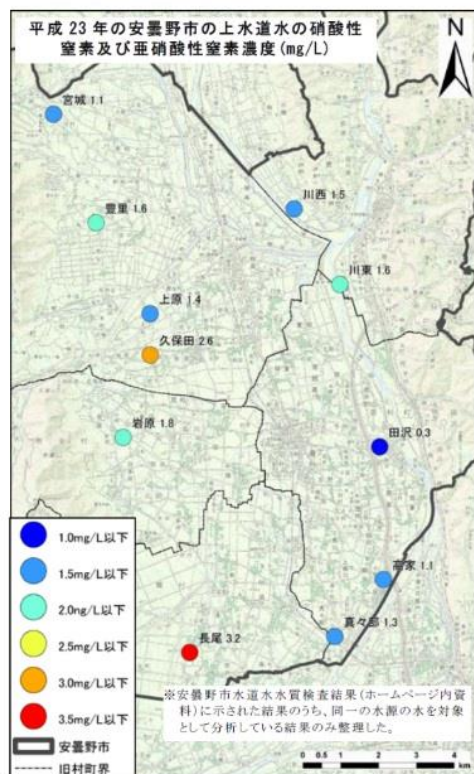 平成 23 年の安曇野市の上水道水の硝酸性
窒素及び亜硝酸性窒素濃度(mg/L)
N
宮城 1.1
川西 1.5
豊里 1.6
川東 1.6
上原 1.4
久保田 2.6
岩原 1.8
田沢 0.3
高家 1.1
真々部 1.3
長尾 3.2
1.0mg/L以下
1.5mg/L以下
2.0mg/L以下
2.5mg/L以下
3.0mg/L以下
3.5mg/L以下
安曇野市
旧村町界
※安曇野市水道水水質検査結果(ホームページ内資
料)に示された結果のうち、同一の水源の水を対象
として分析している結果のみ整理した。
0 0.5 1 2 3 4
km